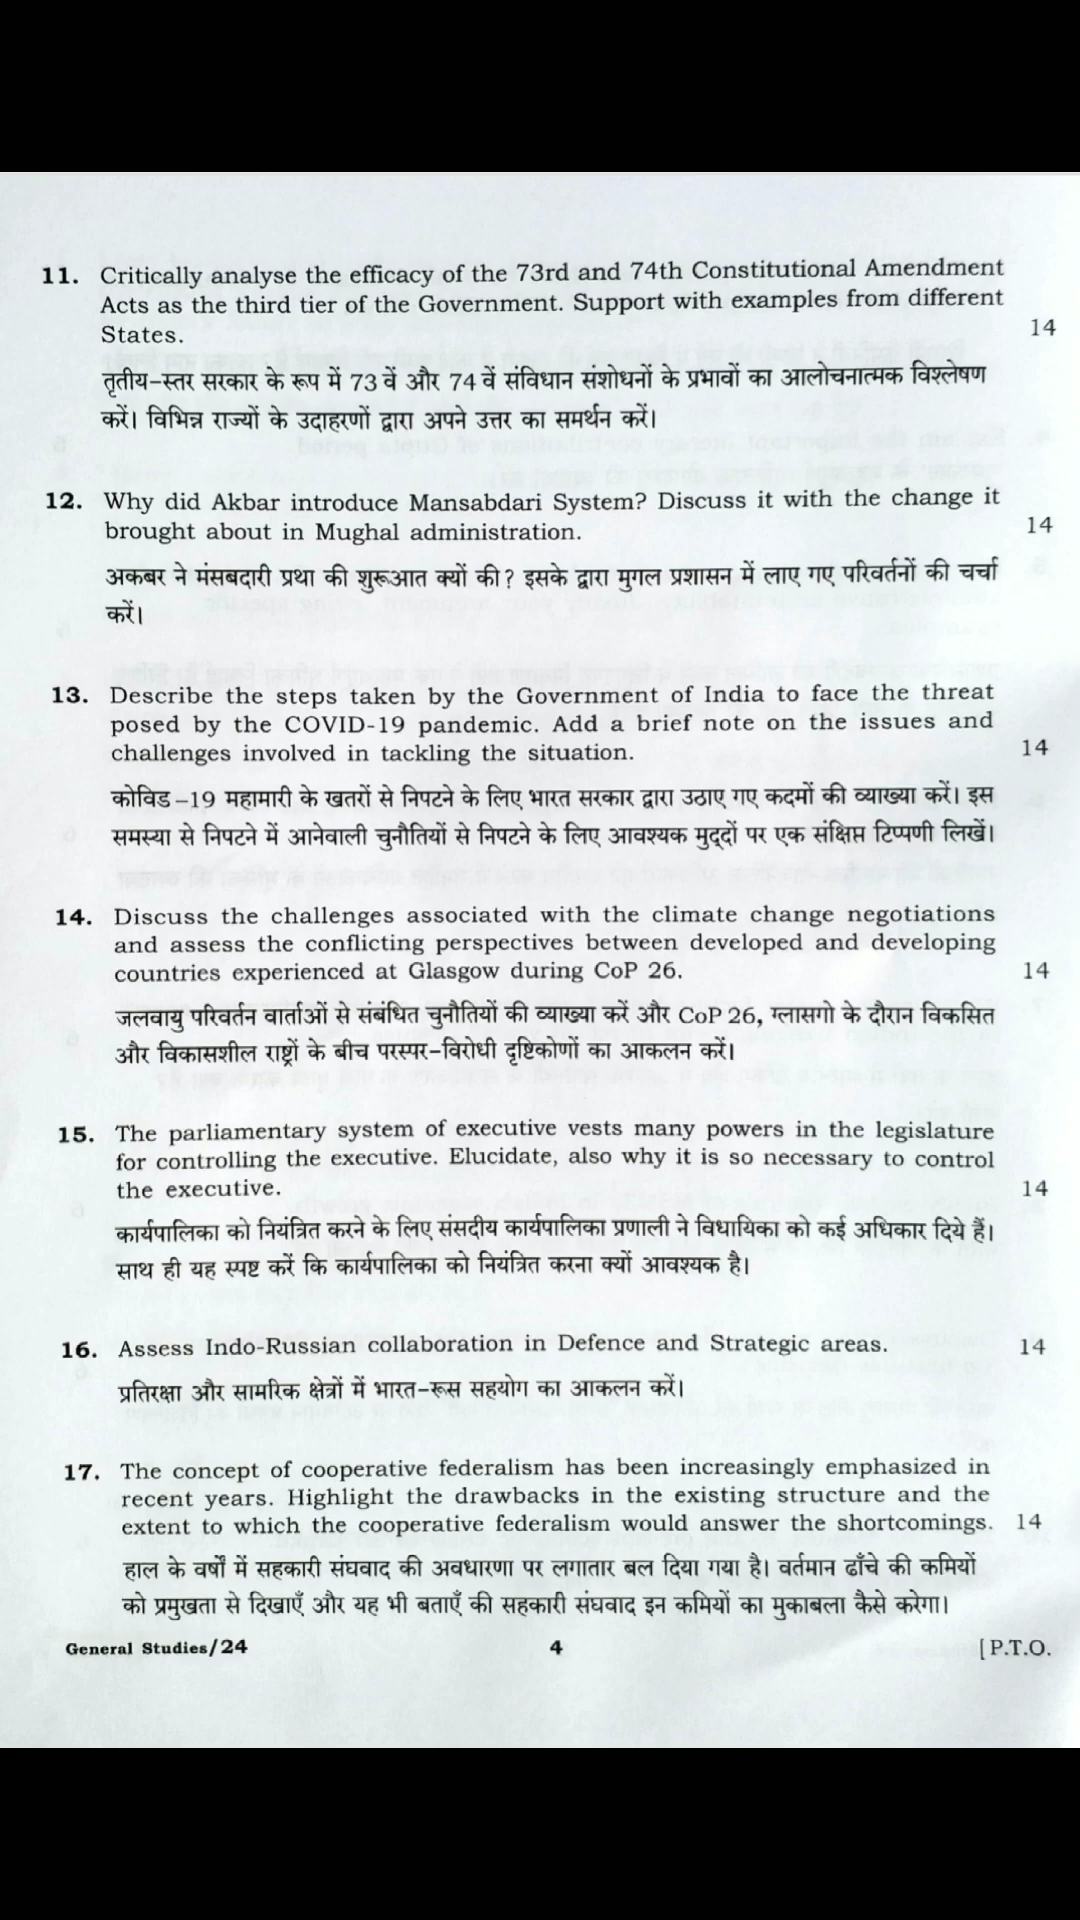 11. Critically analyse the efficacy of the 73rd and 74th Constitutional Amendment
Acts as the third tier of the Government. Support with examples from different
States. 14
तृतीय-स्तर सरकार के रूप में 73 वें और 74 वें संविधान संशोधनों के प्रभावों का आलोचनात्मक विश्लेषण
करें। विभिन्न राज्यों के उदाहरणों द्वारा अपने उत्तर का समर्थन करें।
12. Why did Akbar introduce Mansabdari System? Discuss it with the change it
brought about in Mughal administration. 14
अकबर ने मंसबदारी प्रथा की शुरूआत क्यों की? इसके द्वारा मुगल प्रशासन में लाए गए परिवर्तनों की चर्चा
करें।
13. Describe the steps taken by the Government of India to face the threat
posed by the COVID-19 pandemic. Add a brief note on the issues and
challenges involved in tackling the situation. 14
कोविड-19 महामारी के खतरों से निपटने के लिए भारत सरकार द्वारा उठाए गए कदमों की व्याख्या करें। इस
समस्या से निपटने में आनेवाली चुनौतियों से निपटने के लिए आवश्यक मुद्दों पर एक संक्षिप्त टिप्पणी लिखें।
14. Discuss the challenges associated with the climate change negotiations
and assess the conflicting perspectives between developed and developing
countries experienced at Glasgow during CoP 26. 14
जलवायु परिवर्तन वार्ताओं से संबंधित चुनौतियों की व्याख्या करें और CoP 26, ग्लासगो के दौरान विकसित
और विकासशील राष्ट्रों के बीच परस्पर-विरोधी दृष्टिकोणों का आकलन करें।
15. The parliamentary system of executive vests many powers in the legislature
for controlling the executive. Elucidate, also why it is so necessary to control
the executive. 14
कार्यपालिका को नियंत्रित करने के लिए संसदीय कार्यपालिका प्रणाली ने विधायिका को कई अधिकार दिये हैं।
साथ ही यह स्पष्ट करें कि कार्यपालिका को नियंत्रित करना क्यों आवश्यक है।
16. Assess Indo-Russian collaboration in Defence and Strategic areas. 14
प्रतिरक्षा और सामरिक क्षेत्रों में भारत-रूस सहयोग का आकलन करें।
17. The concept of cooperative federalism has been increasingly emphasized in
recent years. Highlight the drawbacks in the existing structure and the
extent to which the cooperative federalism would answer the shortcomings. 14
हाल के वर्षों में सहकारी संघवाद की अवधारणा पर लगातार बल दिया गया है। वर्तमान ढाँचे की कमियों
को प्रमुखता से दिखाएँ और यह भी बताएँ की सहकारी संघवाद इन कमियों का मुकाबला कैसे करेगा।
General Studies/24 4 [ P.T.O.